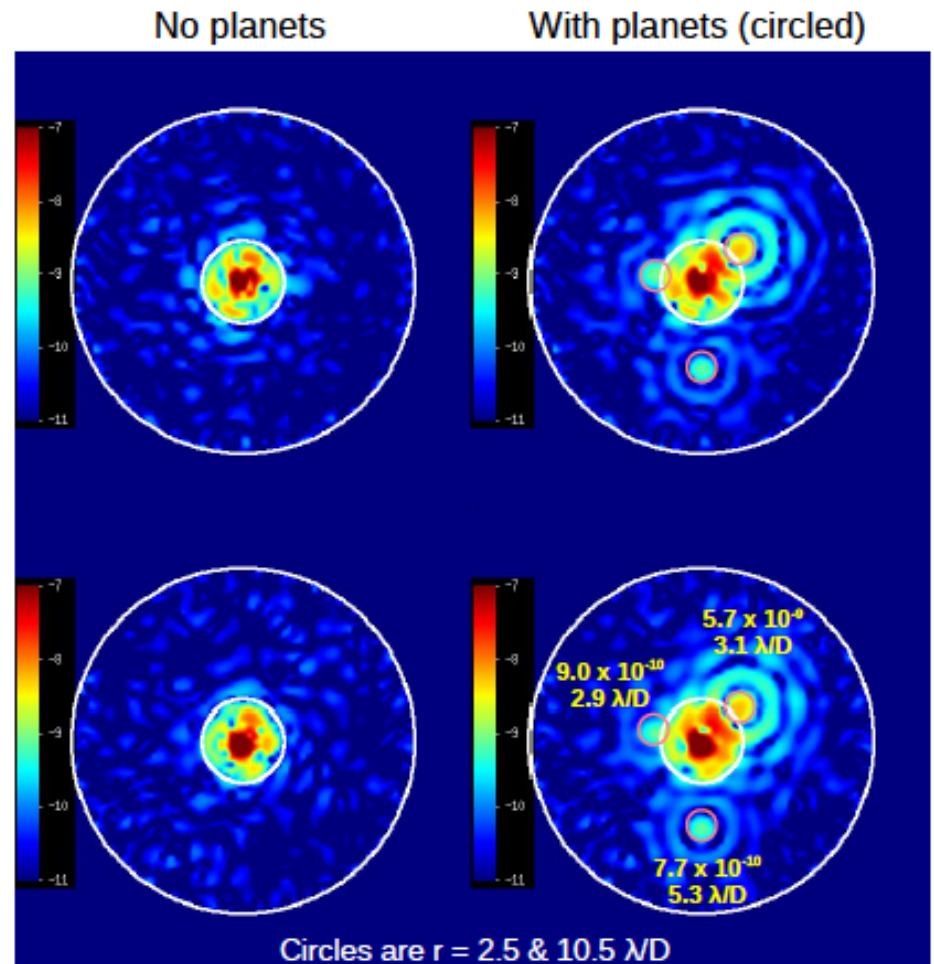 No planets
With planets (circled)
-7
-8
-9
-10
-11
-7
-8
-9
-10
-11
-7
-8
-9
-10
-11
-7
-8
-9
-10
-11
5.7 x 10⁻⁹
3.1 λ/D
9.0 x 10⁻¹⁰
2.9 λ/D
7.7 x 10⁻¹⁰
5.3 λ/D
Circles are r = 2.5 & 10.5 λ/D